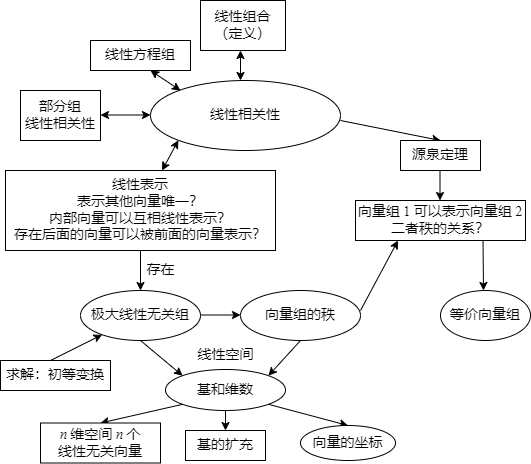 线性组合
（定义）
线性方程组
部分组
线性相关性
线性相关性
源泉定理
线性表示
表示其他向量唯一？
内部向量可以互相线性表示？
存在后面的向量可以被前面的向量表示？
向量组 1 可以表示向量组 2
二者秩的关系？
存在
极大线性无关组
向量组的秩
等价向量组
线性空间
求解：初等变换
基和维数
n 维空间 n 个
线性无关向量
基的扩充
向量的坐标